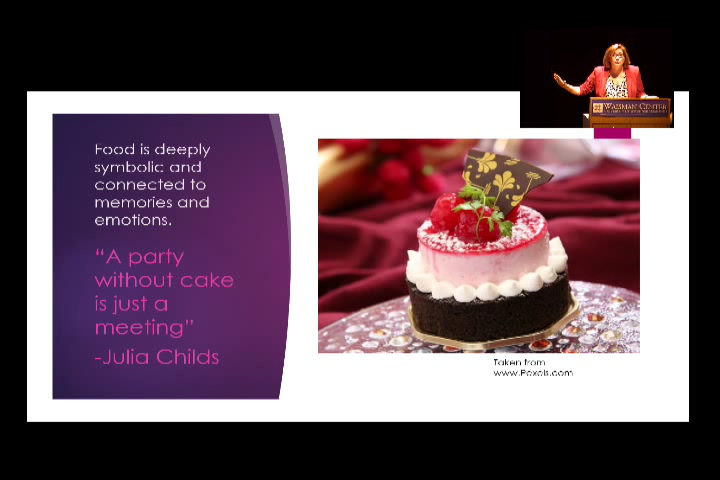 WAISMAN CENTER
Food is deeply
symbolic and
connected to
memories and
emotions.
“A party
without cake
is just a
meeting”
-Julia Childs
Taken from
www.Pexels.com